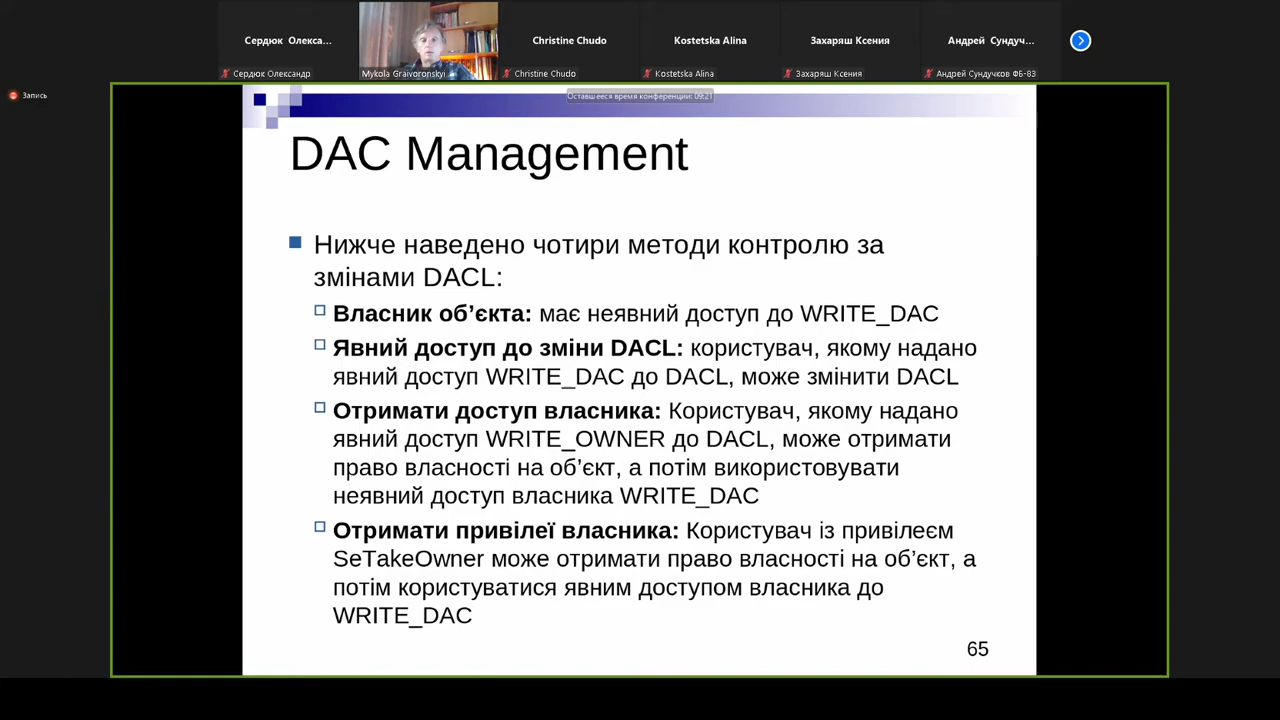 Сердюк Олекса...
Christine Chudo
Kostetska Alina
Захаряш Ксения
Андрей Сундуч...
Сердюк Олександр
Mykola Graivoronskyi
Christine Chudo
Kostetska Alina
Захаряш Ксения
Андрей Сундучков ФБ-83
Запись
Оставшееся время конференции: 09:21
DAC Management
Нижче наведено чотири методи контролю за
змінами DACL:
Власник об’єкта: має неявний доступ до WRITE_DAC
Явний доступ до зміни DACL: користувач, якому надано
явний доступ WRITE_DAC до DACL, може змінити DACL
Отримати доступ власника: Користувач, якому надано
явний доступ WRITE_OWNER до DACL, може отримати
право власності на об’єкт, а потім використовувати
неявний доступ власника WRITE_DAC
Отримати привілеї власника: Користувач із привілеєм
SeTakeOwner може отримати право власності на об’єкт, а
потім користуватися явним доступом власника до
WRITE_DAC
65